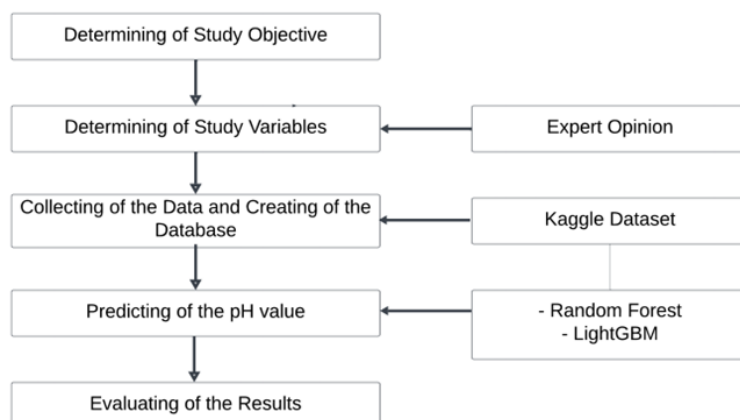 Determining of Study Objective
Determining of Study Variables
Expert Opinion
Collecting of the Data and Creating of the
Database
Kaggle Dataset
Predicting of the pH value
- Random Forest
- LightGBM
Evaluating of the Results